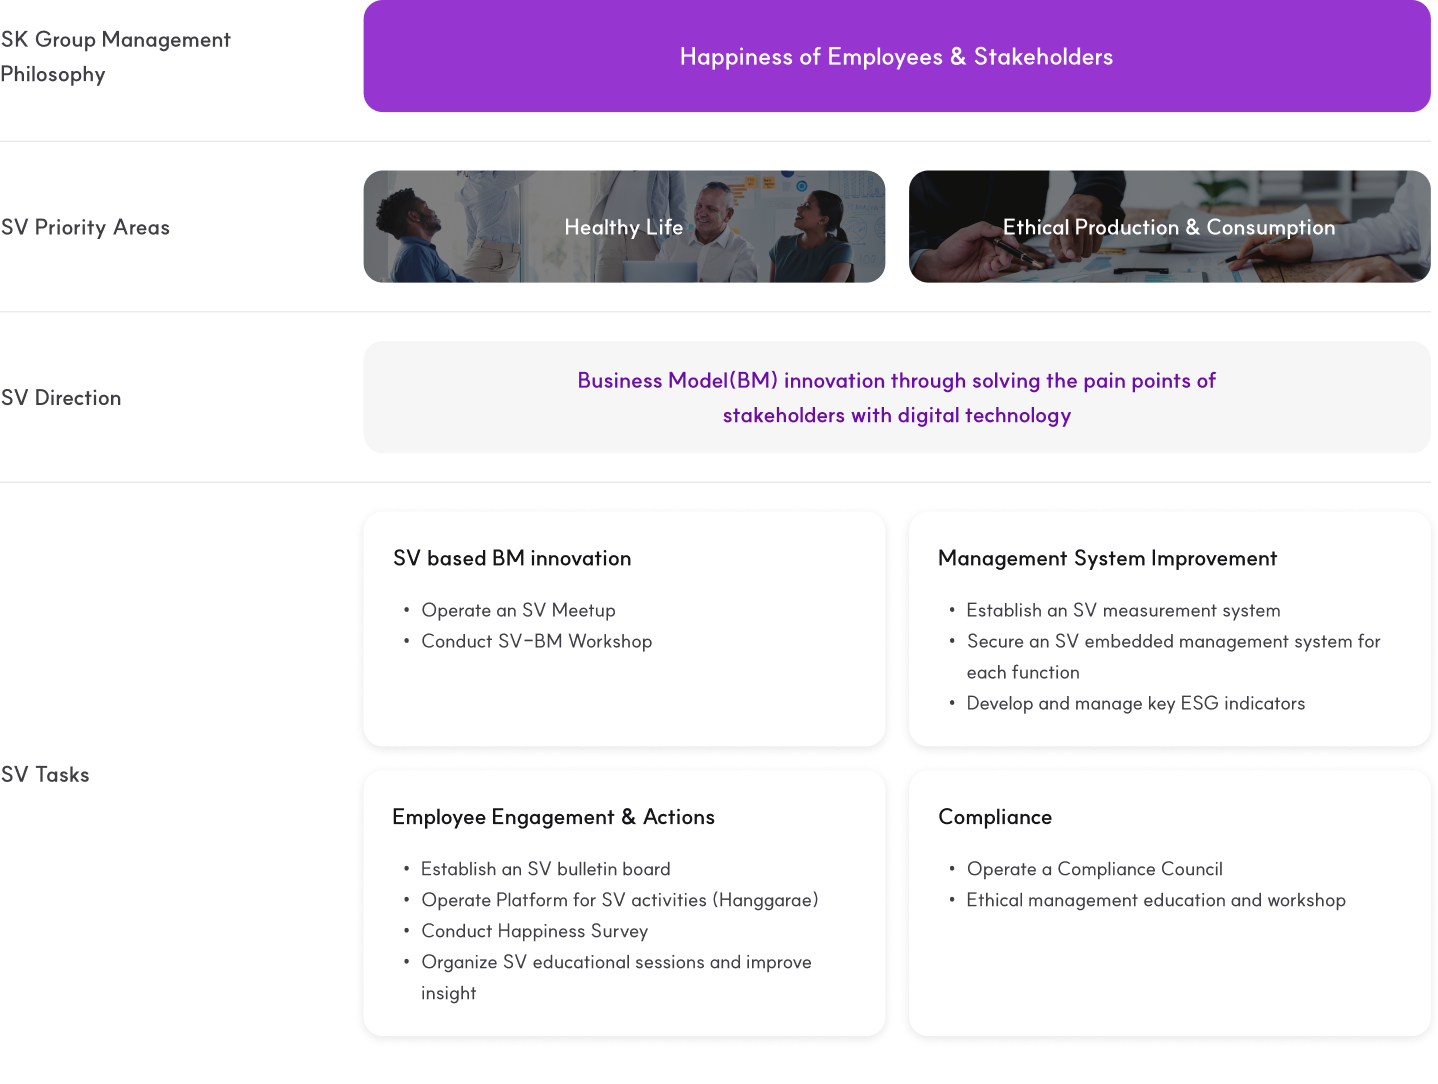 SK Group Management
Philosophy
Happiness of Employees & Stakeholders
SV Priority Areas
Healthy Life
Ethical Production & Consumption
SV Direction
Business Model(BM) innovation through solving the pain points of
stakeholders with digital technology
SV Tasks
SV based BM innovation
• Operate an SV Meetup
• Conduct SV-BM Workshop
Management System Improvement
• Establish an SV measurement system
• Secure an SV embedded management system for
each function
• Develop and manage key ESG indicators
Employee Engagement & Actions
• Establish an SV bulletin board
• Operate Platform for SV activities (Hanggarae)
• Conduct Happiness Survey
• Organize SV educational sessions and improve
insight
Compliance
• Operate a Compliance Council
• Ethical management education and workshop